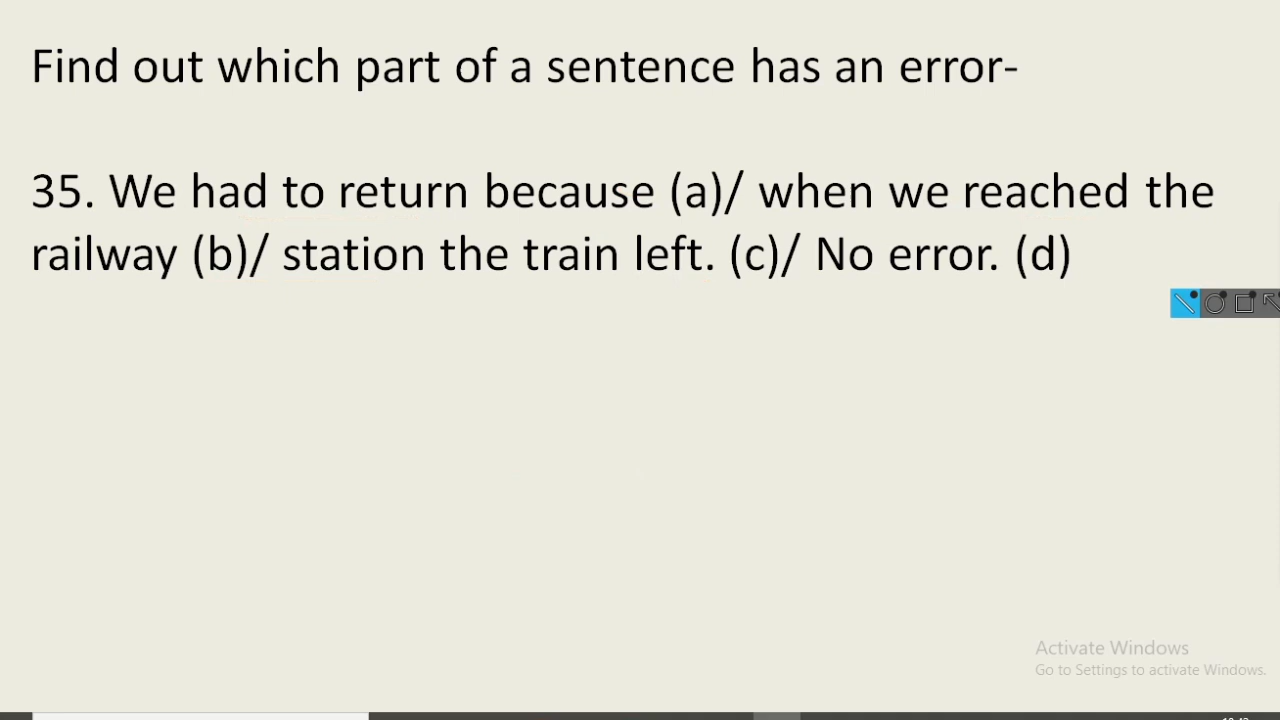 Find out which part of a sentence has an error-
35. We had to return because (a)/ when we reached the
railway (b)/ station the train left. (c)/ No error. (d)
Activate Windows
Go to Settings to activate Windows.